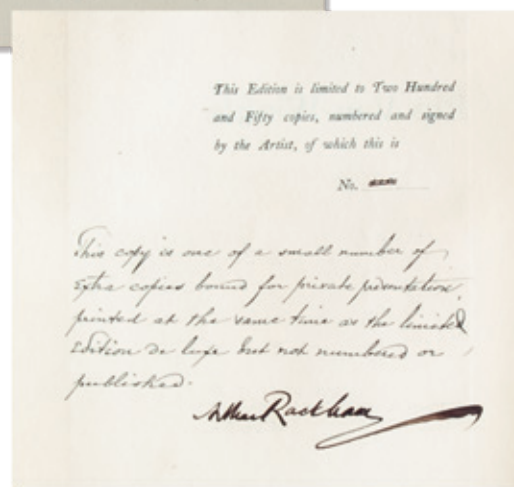 This Edition is limited to Two Hundred
and Fifty copies, numbered and signed
by the Artist, of which this is
No.
This copy is one of a small number of
Extra copies bound for private presentation,
printed at the same time as the limited
Edition De luxe but not numbered or
published.
Arthur Rackham